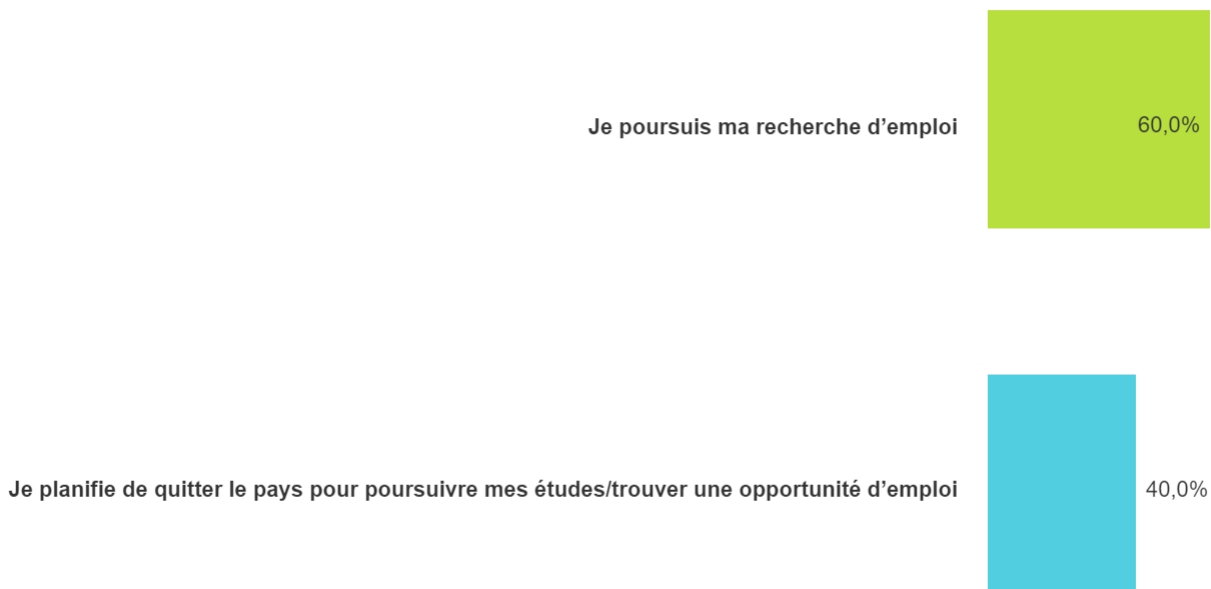 Je poursuis ma recherche d’emploi
60,0%
Je planifie de quitter le pays pour poursuivre mes études/trouver une opportunité d’emploi
40,0%